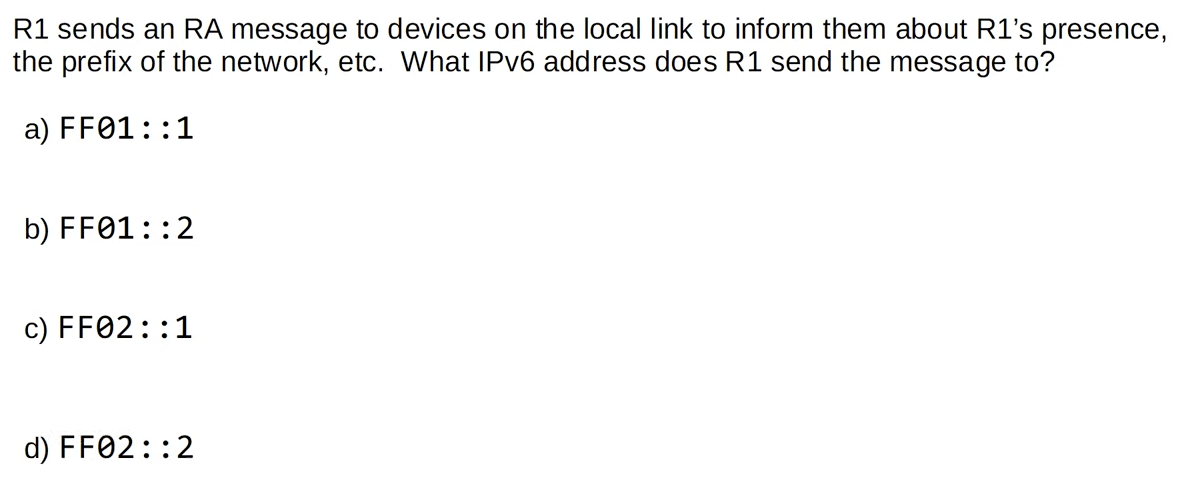 R1 sends an RA message to devices on the local link to inform them about R1’s presence,
the prefix of the network, etc.  What IPv6 address does R1 send the message to?
a) FF01::1
b) FF01::2
c) FF02::1
d) FF02::2